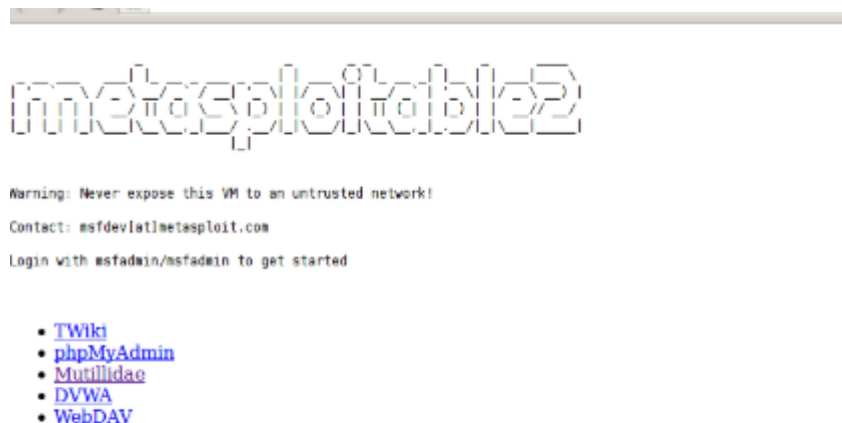 metasploitable2
Warning: Never expose this VM to an untrusted network!
Contact: msfdev[at]metasploit.com
Login with msfadmin/msfadmin to get started
TWiki
phpMyAdmin
Mutillidae
DVWA
WebDAV